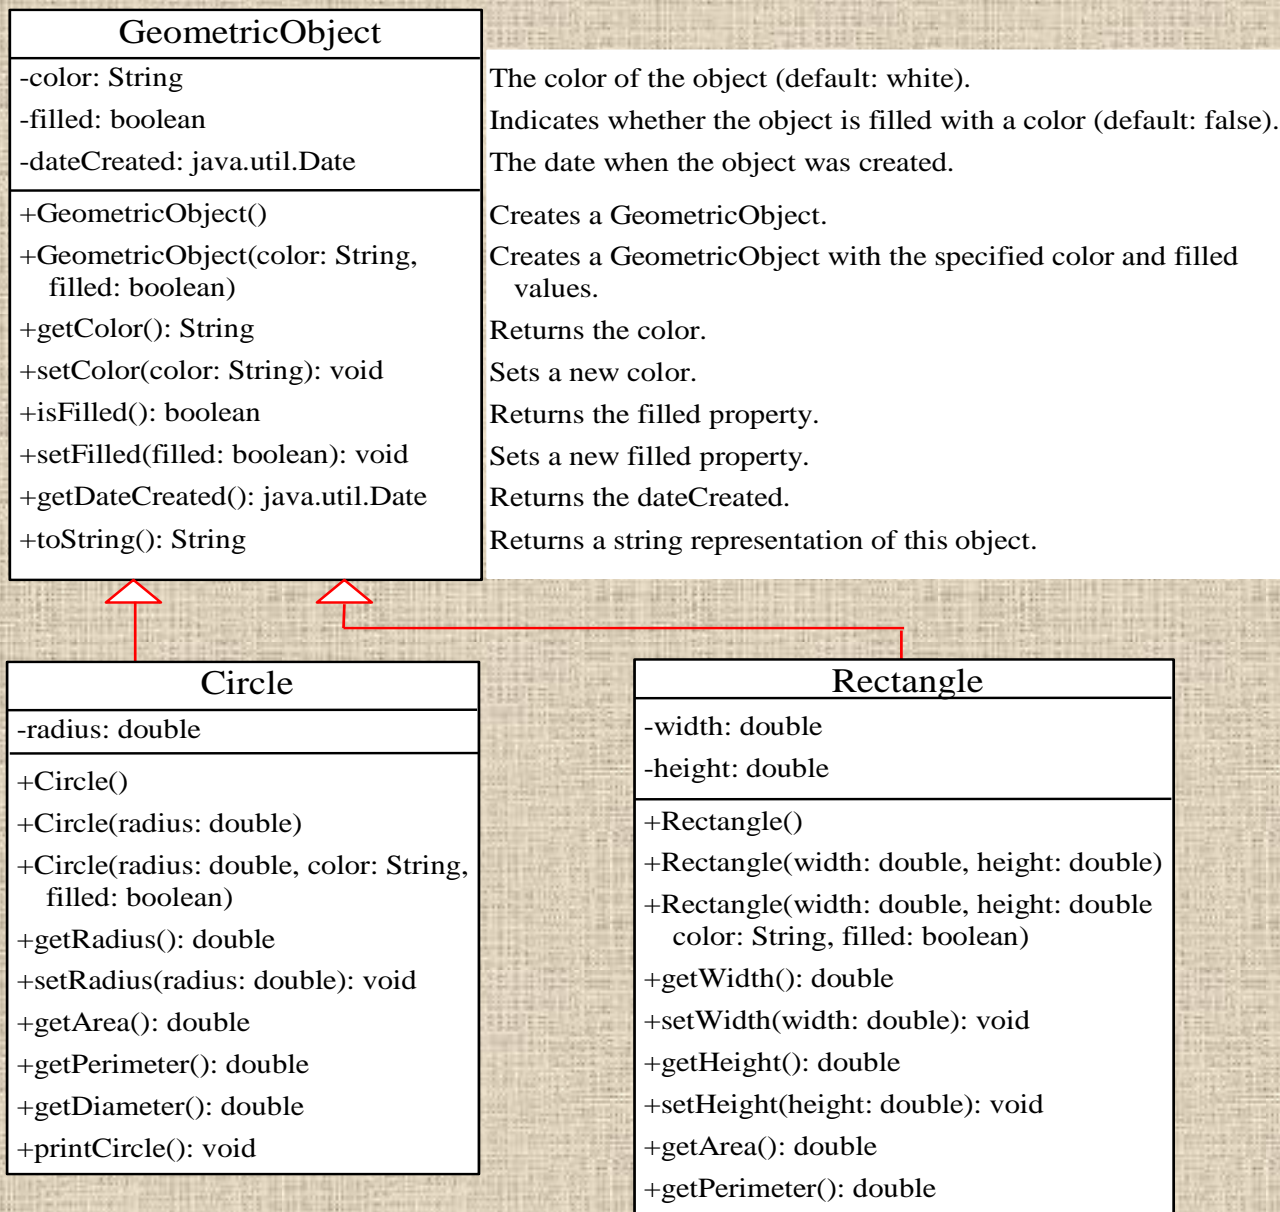 GeometricObject
-color: String
The color of the object (default: white).
-filled: boolean
Indicates whether the object is filled with a color (default: false).
-dateCreated: java.util.Date
The date when the object was created.
+GeometricObject()
Creates a GeometricObject.
+GeometricObject(color: String,
filled: boolean)
Creates a GeometricObject with the specified color and filled
values.
+getColor(): String
Returns the color.
+setColor(color: String): void
Sets a new color.
+isFilled(): boolean
Returns the filled property.
+setFilled(filled: boolean): void
Sets a new filled property.
+getDateCreated(): java.util.Date
Returns the dateCreated.
+toString(): String
Returns a string representation of this object.
Circle
-radius: double
+Circle()
+Circle(radius: double)
+Circle(radius: double, color: String,
filled: boolean)
+getRadius(): double
+setRadius(radius: double): void
+getArea(): double
+getPerimeter(): double
+getDiameter(): double
+printCircle(): void
Rectangle
-width: double
-height: double
+Rectangle()
+Rectangle(width: double, height: double)
+Rectangle(width: double, height: double
color: String, filled: boolean)
+getWidth(): double
+setWidth(width: double): void
+getHeight(): double
+setHeight(height: double): void
+getArea(): double
+getPerimeter(): double